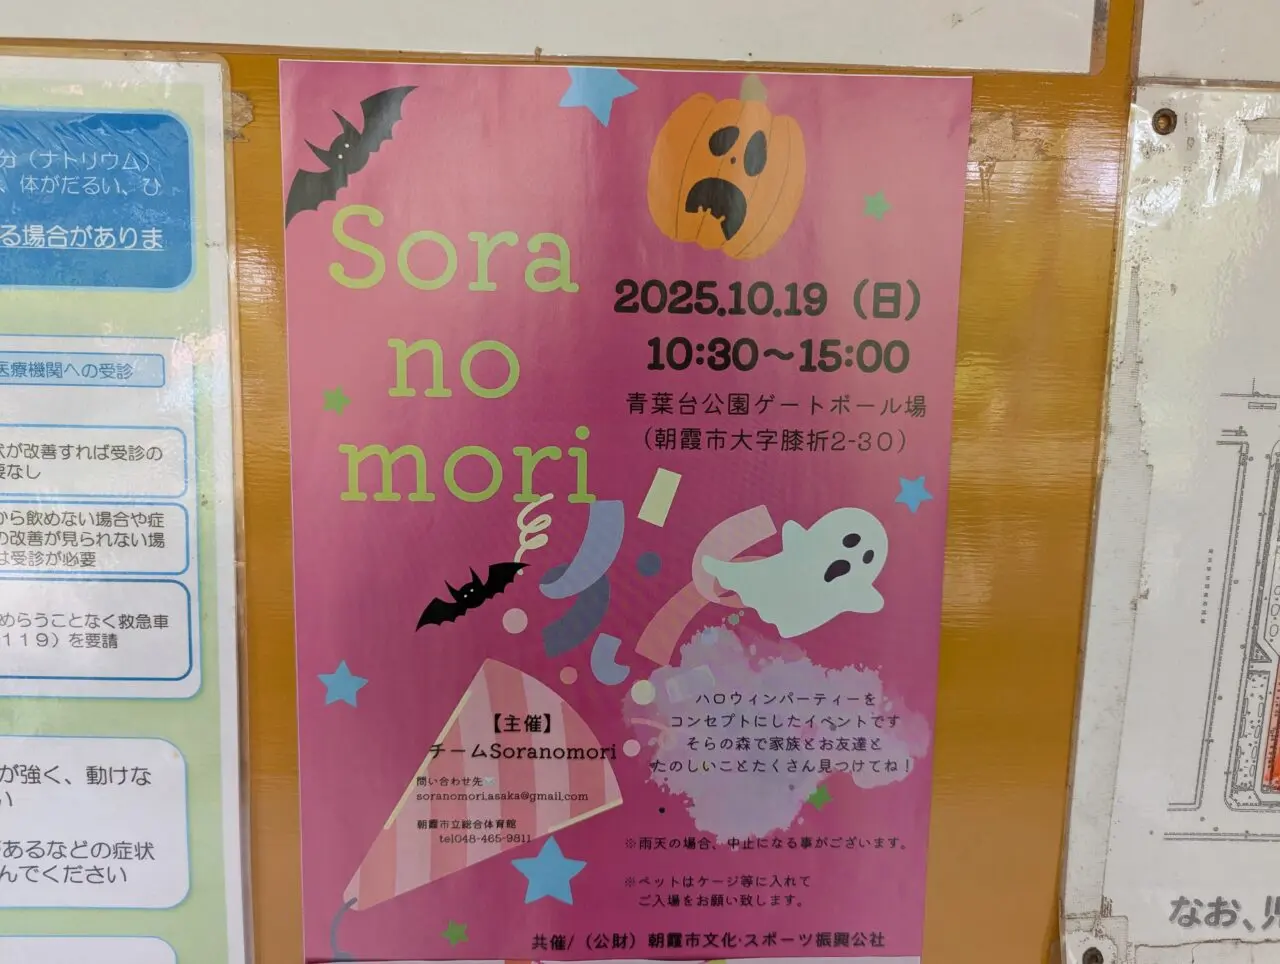 分（ナトリウム）
、体がだるい、ひ
る場合がありま
医療機関への受診
状が改善すれば受診の
要なし
から飲めない場合や症
の改善が見られない場
は受診が必要
めらうことなく救急車
１１９）を要請
が強く、動けな
い
あるなどの症状
んでください
Sora
no
mori
2025.10.19（日）
10:30～15:00
青葉台公園ゲートボール場
（朝霞市大字膝折2-30）
【主催】
チームSoranomori
問い合わせ先
soranomori.asaka@gmail.com
朝霞市立総合体育館
tel048-465-9811
ハロウィンパーティーを
コンセプトにしたイベントです
そらの森で家族とお友達と
たのしいことたくさん見つけてね！
※雨天の場合、中止になる事がございます。
※ペットはケージ等に入れて
ご入場をお願い致します。
共催/（公財）朝霞市文化・スポーツ振興公社
なお、